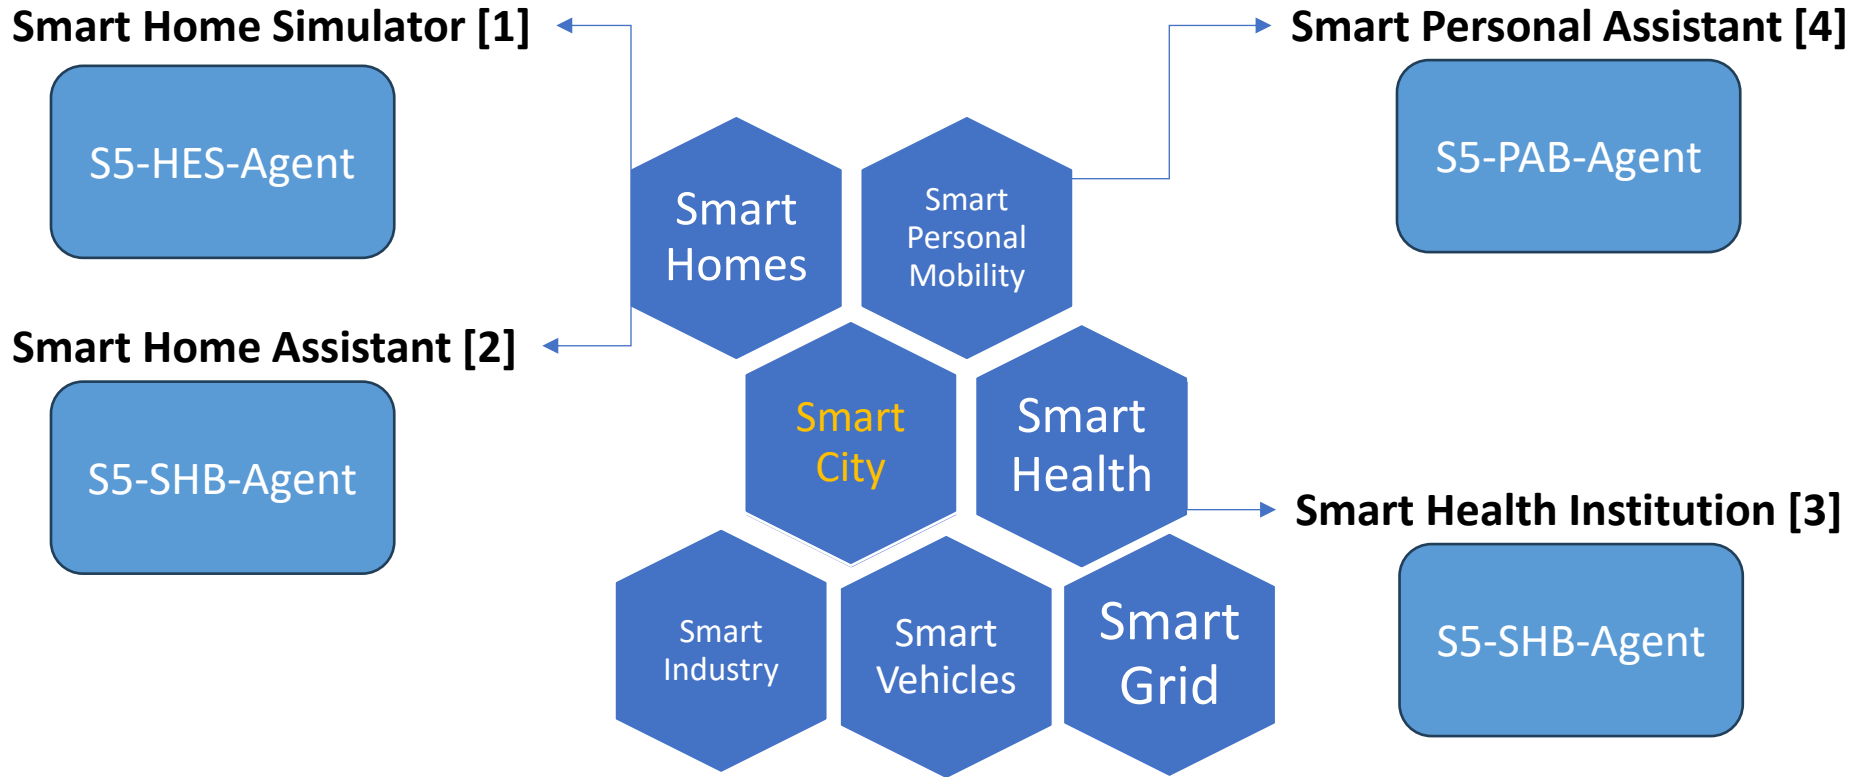 Smart Home Simulator [1]
S5-HES-Agent
Smart Home Assistant [2]
S5-SHB-Agent
Smart
Homes
Smart
Personal
Mobility
Smart
City
Smart
Health
Smart
Industry
Smart
Vehicles
Smart
Grid
Smart Personal Assistant [4]
S5-PAB-Agent
Smart Health Institution [3]
S5-SHB-Agent